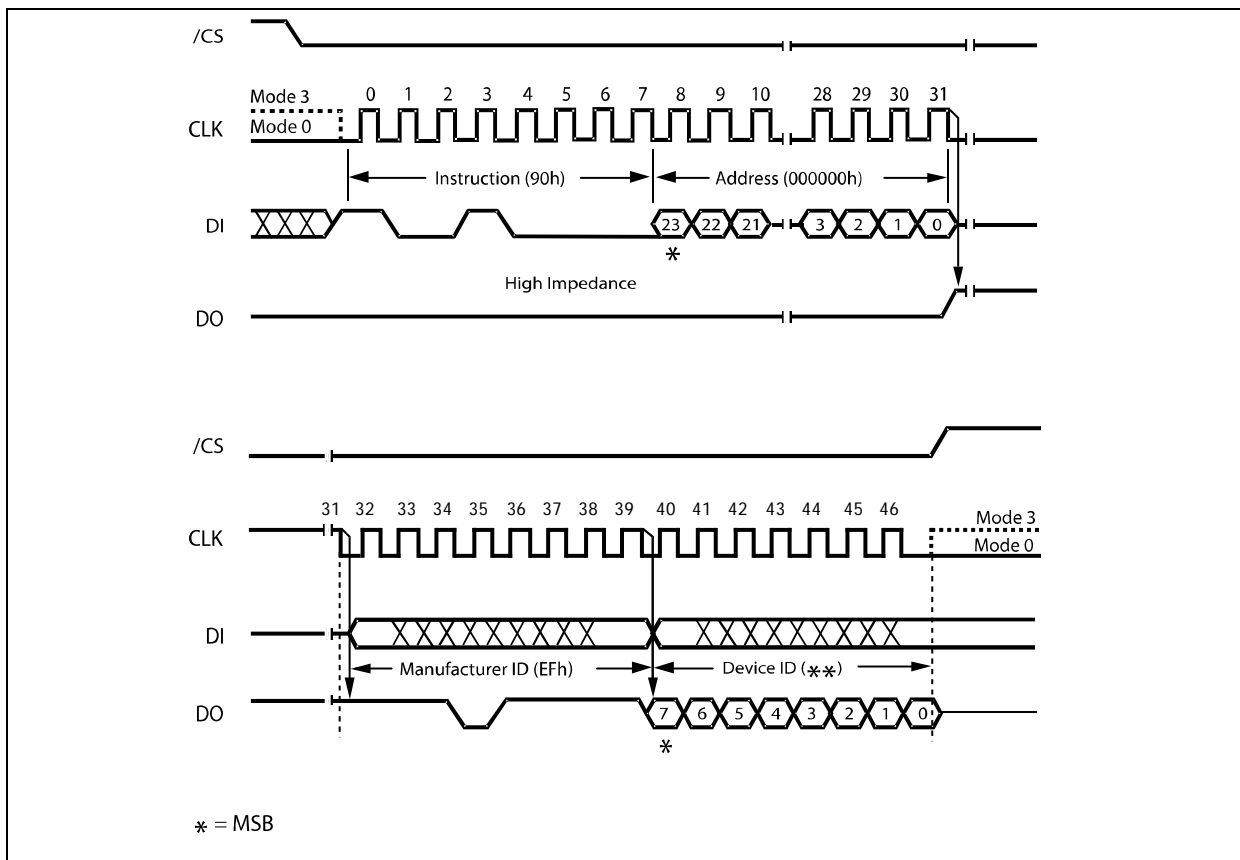 /CS
Mode 3
0 1 2 3 4 5 6 7 8 9 10 28 29 30 31
CLK
Mode 0
Instruction (90h)
Address (000000h)
DI
23 22 21 3 2 1 0
*
High Impedance
DO
/CS
31 32 33 34 35 36 37 38 39 40 41 42 43 44 45 46
Mode 3
CLK
Mode 0
DI
Manufacturer ID (EFh)
Device ID (**)
DO
7 6 5 4 3 2 1 0
*
* = MSB